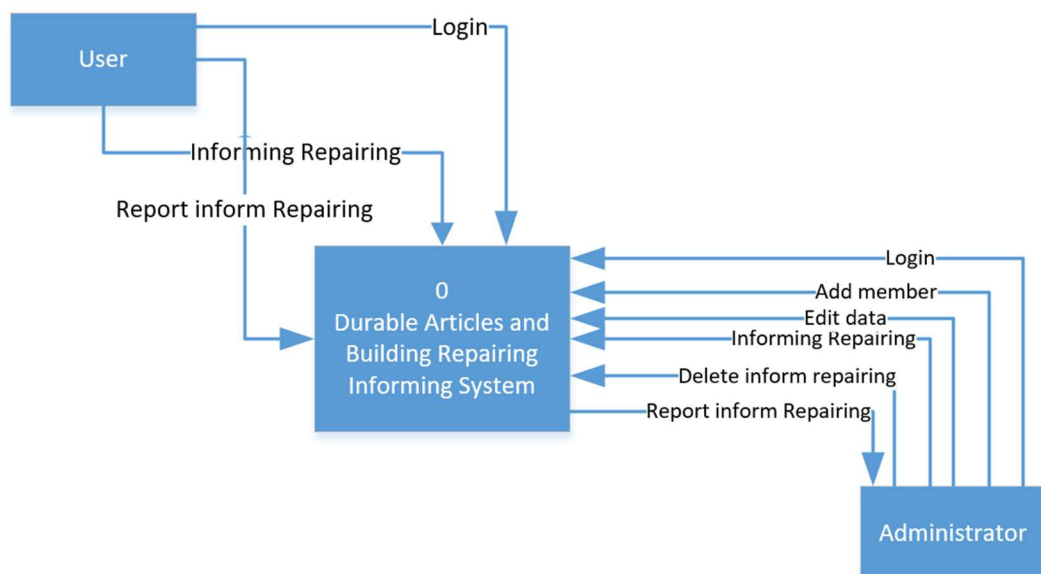 Login
User
Informing Repairing
Report inform Repairing
0
Durable Articles and
Building Repairing
Informing System
Login
Add member
Edit data
Informing Repairing
Delete inform repairing
Report inform Repairing
Administrator